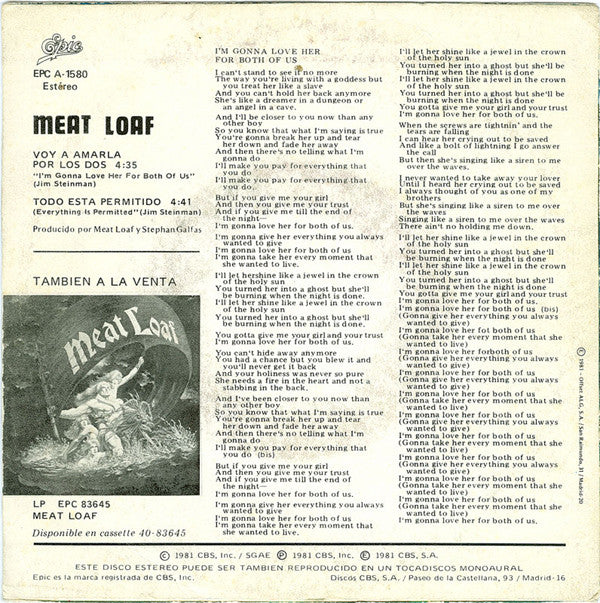 Epic
EPC A-1580
Estéreo
MEAT LOAF
VOY A AMARLA
POR LOS DOS 4:35
"I'm Gonna Love Her For Both Of Us"
(Jim Steinman)
TODO ESTA PERMITIDO 4:41
(Everything Is Permitted" (Jim Steinman)
Producido por Meat Loaf y Stephan Galfas
TAMBIEN A LA VENTA
Meat Loaf
LP EPC 83645
MEAT LOAF
Disponible en cassette 40-83645
I'M GONNA LOVE HER
FOR BOTH OF US
I can't stand to see it no more
The way you're living with a goddess but
you treat her like a slave
And you can't hold her back anymore
She's like a dreamer in a dungeon or
an angel in a cave.
And I'll be closer to you now than any
other boy
So you know that what I'm saying is true
You're gonna break her up and tear
her down and fade her away
And then there's no telling what I'm
gonna do
I'll make you pay for everything that
you do
I'll make you pay for everything that
you do.
But if you give me your girl
And then you give me your trust
And if you give me till the end of
the night—
I'm gonna love her for both of us.
I'm gonna give her everything you always
wanted to give
I'm gonna love her for both of us
I'm gonna take her every moment that she
wanted to live.
I'll let hershine like a jewel in the crown
of the holy sun
You turned her into a ghost but she'll
be burning when the night is done.
I'll let her shine like a jewel in the crown
of the holy sun
You turned her into a ghost but she'll be
burning when the night is done.
You gotta give me girl and your trust
I'm gonna love her for both of us.
You can't hide away anymore
You had a chance but you blew it and
you'll never get it back
And your holiness was never so pure
She needs a fire in the heart and not a
stabbing in the back.
And I've been closer to you now than
any other boy
So you know that what I'm saying is true
You're gonna break her up and tear
her down and fade her away
And then there's no telling what I'm
gonna do
I'll make you pay for everything that
you do (bis)
But if you give me your girl
And then you give me your trust
And if you give me till the end of
the night—
I'm gonna love her for both of us.
I'm gonna give her everything you always
wanted to give
I'm gonna love her for both of us
I'm gonna take her every moment that
she wanted to live.
I'll let her shine like a jewel in the crown
of the holy sun
You turned her into a ghost but she'll be
burning when the night is done
I'll let her shine like a jewel in the crown
of the holy sun
You turned her into a ghost but she'll be
burning when the night is done
You gotta give me your girl and your trust
I'm gonna love her for both of us.
When the screws are tightnin' and the
tears are falling
I can hear her crying out to be saved
And like a bolt of lightning I go answer
the call
But then she's singing like a siren to me
over the waves.
I never wanted to take away your lover
Until I heard her crying out to be saved
I always thought of you as one of my
brothers
But she's singing like a siren to me over
the waves
Singing like a siren to me over the waves
There ain't no holding me down.
I'll let her shine like a jewel in the crown
of the holy sun
You turned her into a ghost but she'll be
burning when the night is done
I'll let her shine like a jewel in the crown
of the holy sun
You turned her into a ghost but she'll be
burning when the night is done
You gotta give me your girl and your trust
I'm gonna love her for both of us.
I'm gonna love her for both of us (bis)
(Gonna give her everything you always
wanted to give)
I'm gonna love her fot both of us
(Gonna take her every moment that she
wanted to live)
I'm gonna love her forboth of us
(Gonna give her everything you always
wanted to give)
I'm gonna love her for both of us
(Gonna take her every moment that she
wanted to live)
I'm gonna love her for both of us
(Gonna give her everything you always
wanted to give)
I'm gonna love her for both of us
(Gonna take her every moment that she
wanted to live)
I'm gonna love her for both of us
(Gonna give her everything you always
wanted to give)
I'm gonna love her for both of us
(Gonna take her every moment that she
wanted to live)
I'm gonna love her for both of us.
© 1981 - Offset: ALG, S.A. / San Raimundo, 31 / Madrid-20
© 1981 CBS, Inc. / SGAE Ⓟ 1981 CBS, Inc. Ⓔ 1981 CBS, S.A.
ESTE DISCO ESTEREO PUEDE SER TAMBIEN REPRODUCIDO EN UN TOCADISCOS MONOAURAL
Epic es la marca registrada de CBS, Inc. Discos CBS, S.A. / Paseo de la Castellana, 93 / Madrid-16